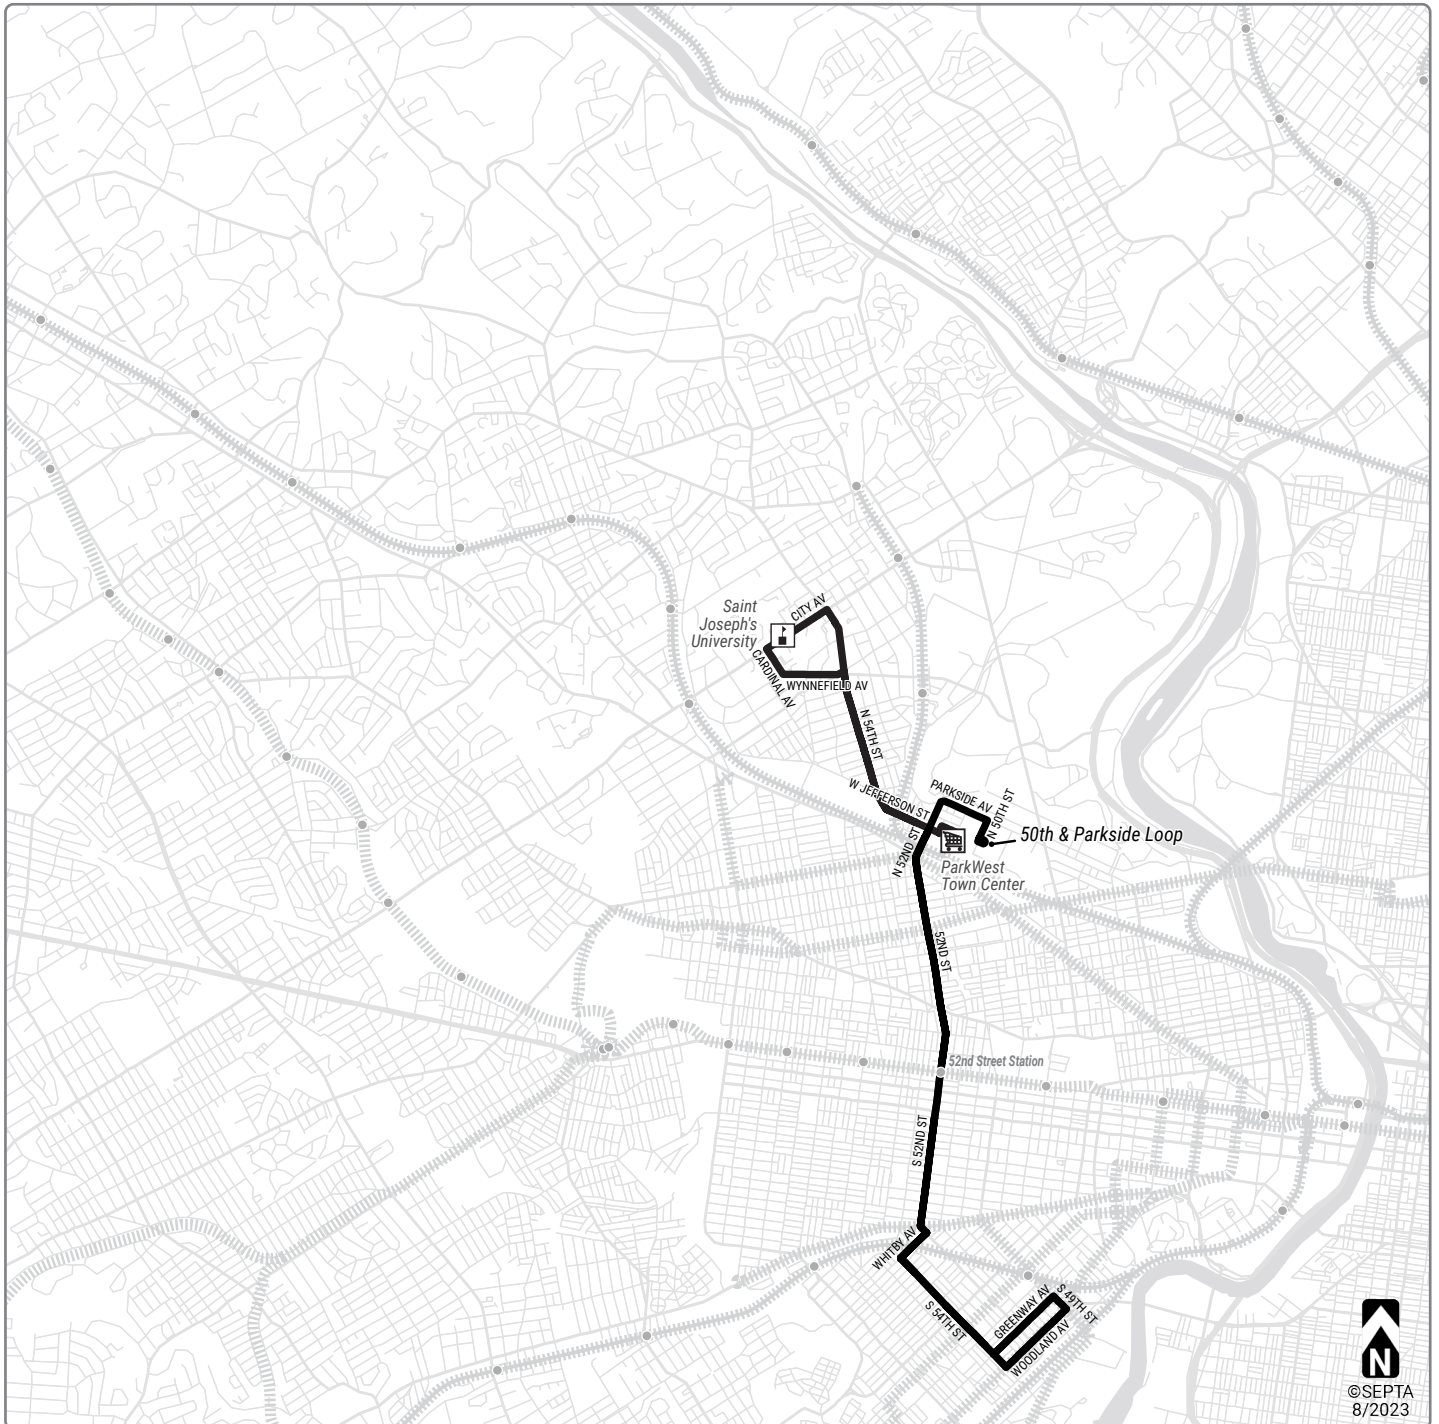 CITY AV
Saint
Joseph's
University
CARDINAL AV
WYNNEFIELD AV
N 54TH ST
W JEFFERSON ST
PARKSIDE AV
N 50TH ST
50th & Parkside Loop
N 52ND ST
ParkWest
Town Center
52ND ST
52nd Street Station
S 52ND ST
WHITBY AV
S 54TH ST
GREENWAY AV
S 49TH ST
WOODLAND AV
N
©SEPTA
8/2023